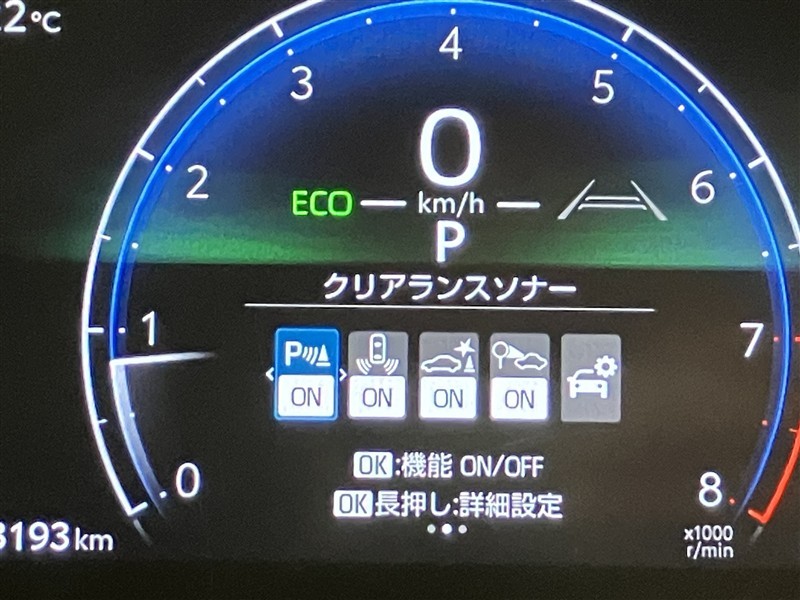 2°C
4
3
5
0
2
ECO
km/h
6
P
クリアランスソナー
1
7
P
ON
ON
ON
ON
OK:機能 ON/OFF
0
OK長押し:詳細設定
8
3193km
x1000
r/min